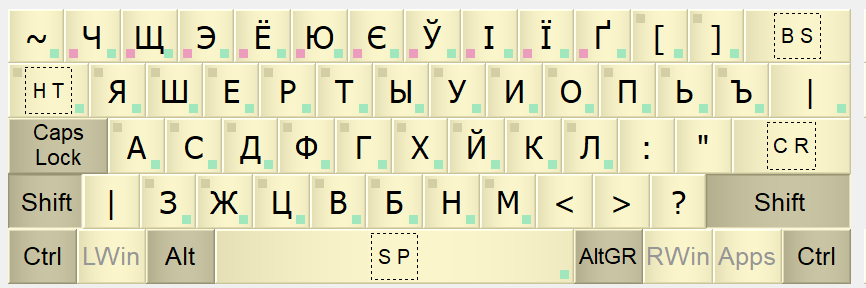 ~ Ч Щ Э Ё Ю Є Ў І Ї Ґ [ ] BS
HT Я Ш Е Р Т Ы У И О П Ь Ъ |
Caps Lock А С Д Ф Г Х Й К Л : " CR
Shift | З Ж Ц В Б Н М < > ? Shift
Ctrl LWin Alt SP AltGR RWin Apps Ctrl